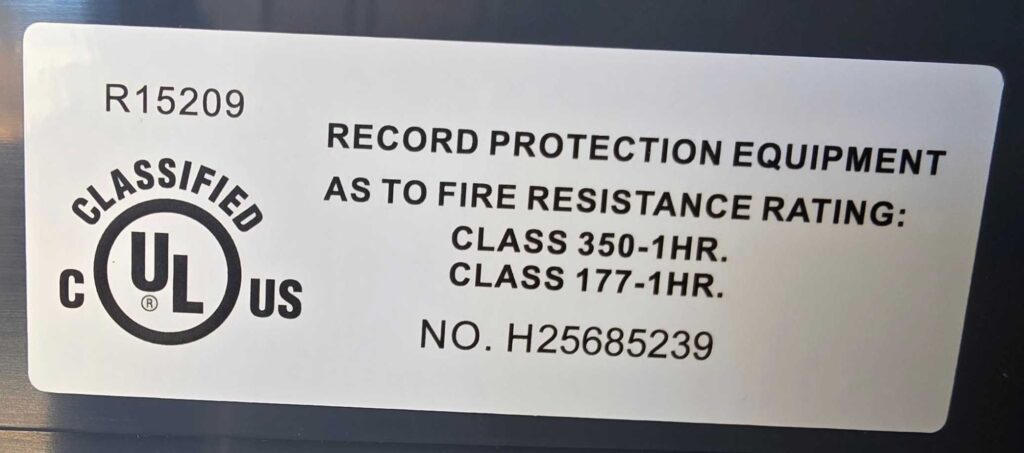 R15209
CLASSIFIED
C UL® US
RECORD PROTECTION EQUIPMENT
AS TO FIRE RESISTANCE RATING:
CLASS 350-1HR.
CLASS 177-1HR.
NO. H25685239